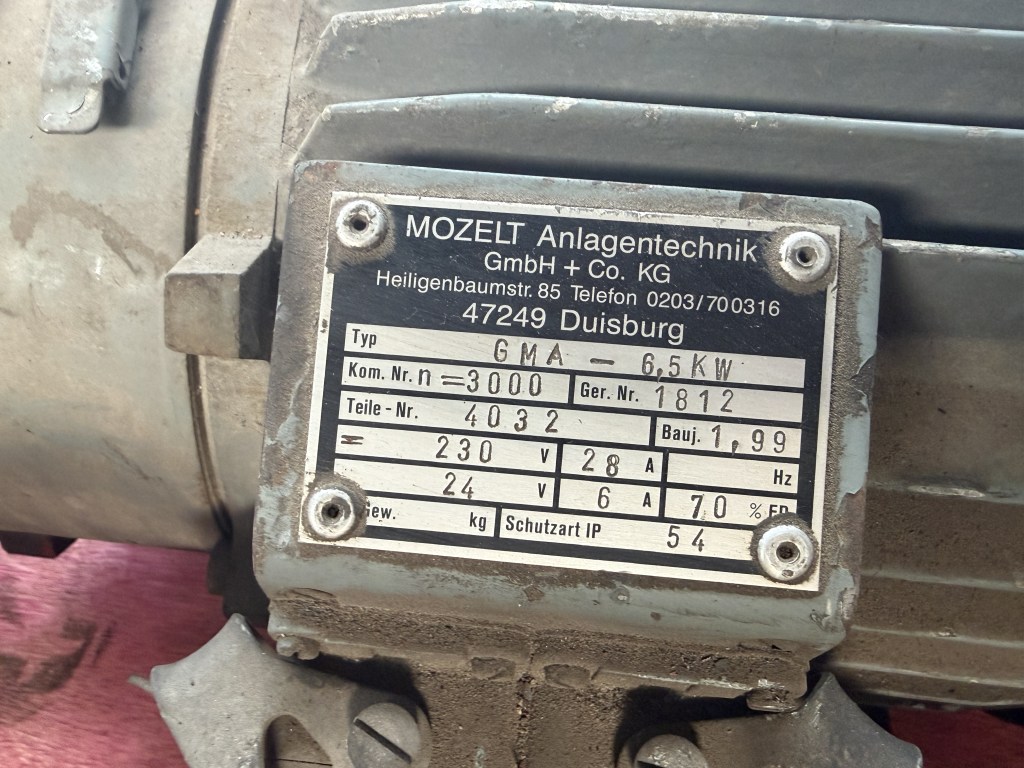 MOZELT Anlagentechnik
GmbH + Co. KG
Heiligenbaumstr. 85 Telefon 0203/700316
47249 Duisburg
Typ GMA – 6,5KW
Kom. Nr. n=3000 Ger. Nr. 1812
Teile-Nr. 4032 Bauj. 1,99
= 230 V 28 A Hz
24 V 6 A 70 % ED
Gew. kg Schutzart IP 54